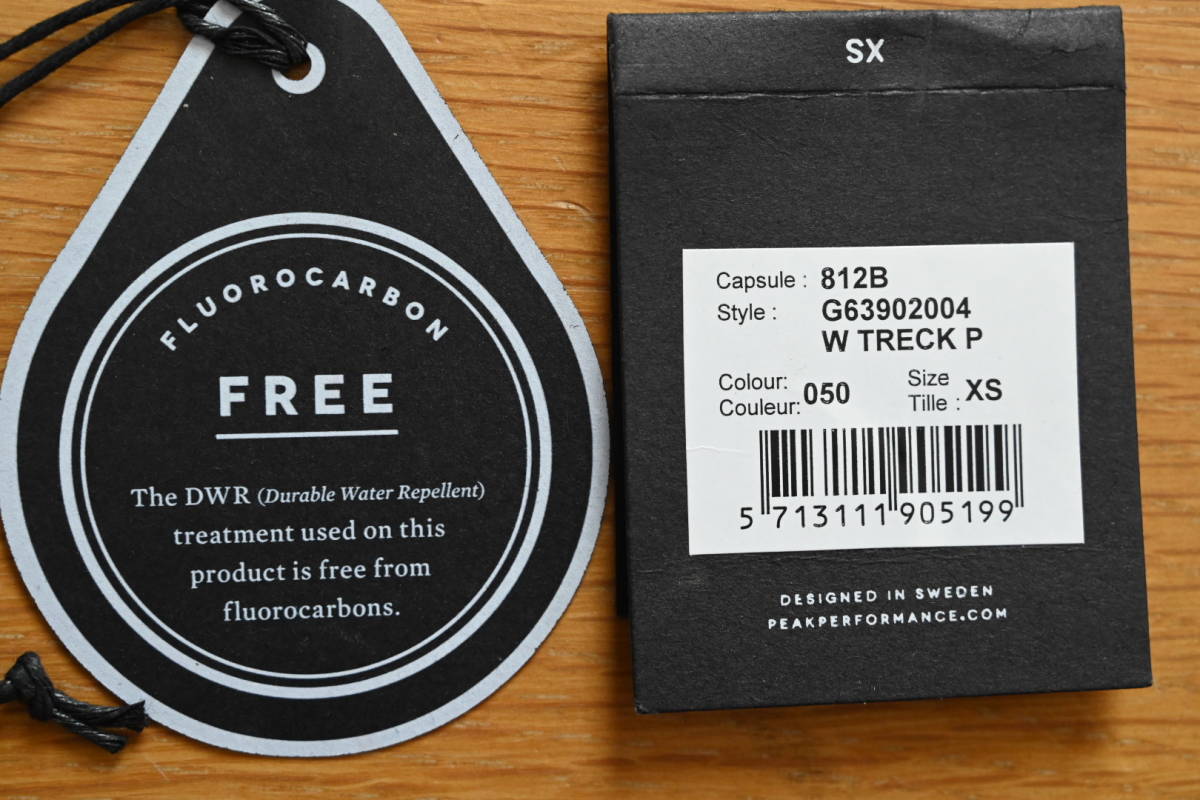 FLUOROCARBON
FREE
The DWR (Durable Water Repellent)
treatment used on this
product is free from
fluorocarbons.
SX
Capsule : 812B
Style : G63902004
W TRECK P
Colour: Size
Couleur: 050 Tille : XS
5 713111 905199
DESIGNED IN SWEDEN
PEAKPERFORMANCE.COM